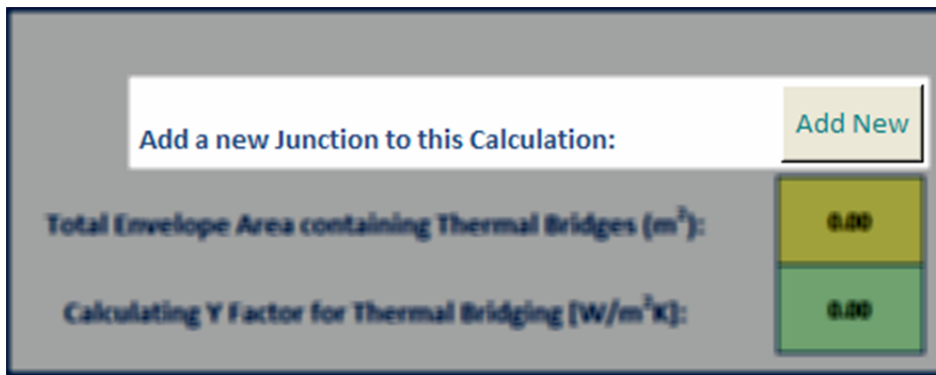 Add a new Junction to this Calculation: Add New
Total Envelope Area containing Thermal Bridges (m²): 0.00
Calculating Y Factor for Thermal Bridging [W/m²K]: 0.00